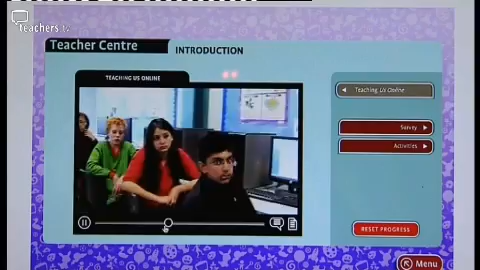 teachers.tv
Teacher Centre
INTRODUCTION
TEACHING US ONLINE
Teaching Us Online
Survey
Activities
RESET PROGRESS
Menu